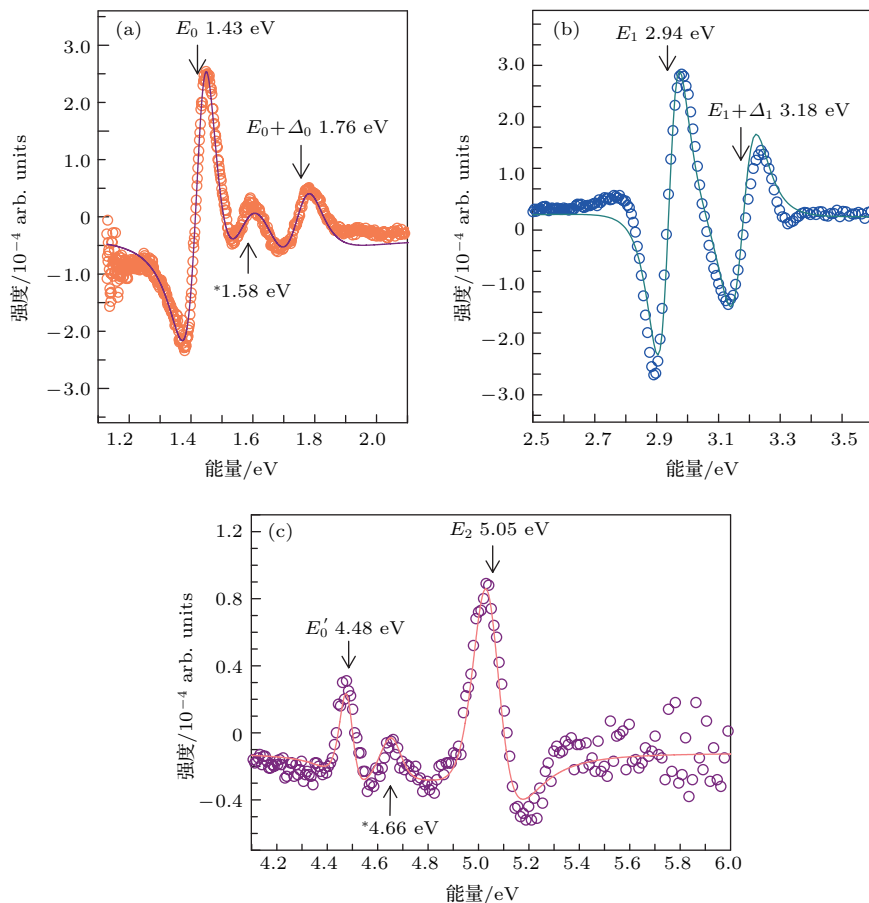 (a)
E₀ 1.43 eV
E₀+Δ₀ 1.76 eV
*1.58 eV
强度/10⁻⁴ arb. units
3.0
2.0
1.0
0
−1.0
−2.0
−3.0
1.2 1.4 1.6 1.8 2.0
能量/eV
(b)
E₁ 2.94 eV
E₁+Δ₁ 3.18 eV
强度/10⁻⁴ arb. units
3.0
2.0
1.0
0
−1.0
−2.0
−3.0
2.5 2.7 2.9 3.1 3.3 3.5
能量/eV
(c)
E₂ 5.05 eV
E₀′ 4.48 eV
*4.66 eV
强度/10⁻⁴ arb. units
1.2
0.8
0.4
0
−0.4
4.2 4.4 4.6 4.8 5.0 5.2 5.4 5.6 5.8 6.0
能量/eV